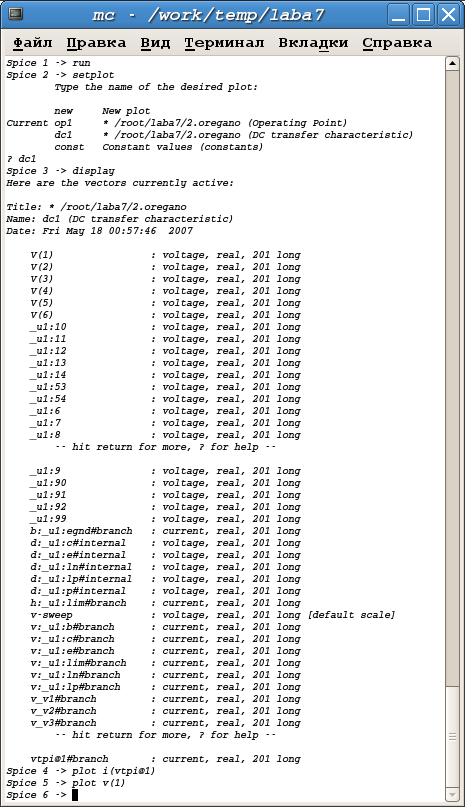 mc - /work/temp/laba7
Файл Правка Вид Терминал Вкладки Справка
Spice 1 -> run
Spice 2 -> setplot
Type the name of the desired plot:
new New plot
Current op1 * /root/laba7/2.oregano (Operating Point)
dc1 * /root/laba7/2.oregano (DC transfer characteristic)
const Constant values (constants)
? dc1
Spice 3 -> display
Here are the vectors currently active:
Title: * /root/laba7/2.oregano
Name: dc1 (DC transfer characteristic)
Date: Fri May 18 00:57:46 2007
V(1) : voltage, real, 201 long
V(2) : voltage, real, 201 long
V(3) : voltage, real, 201 long
V(4) : voltage, real, 201 long
V(5) : voltage, real, 201 long
V(6) : voltage, real, 201 long
_u1:10 : voltage, real, 201 long
_u1:11 : voltage, real, 201 long
_u1:12 : voltage, real, 201 long
_u1:13 : voltage, real, 201 long
_u1:14 : voltage, real, 201 long
_u1:53 : voltage, real, 201 long
_u1:54 : voltage, real, 201 long
_u1:6 : voltage, real, 201 long
_u1:7 : voltage, real, 201 long
_u1:8 : voltage, real, 201 long
-- hit return for more, ? for help --
_u1:9 : voltage, real, 201 long
_u1:90 : voltage, real, 201 long
_u1:91 : voltage, real, 201 long
_u1:92 : voltage, real, 201 long
_u1:99 : voltage, real, 201 long
b:_u1:egnd#branch : current, real, 201 long
d:_u1:c#internal : voltage, real, 201 long
d:_u1:e#internal : voltage, real, 201 long
d:_u1:ln#internal : voltage, real, 201 long
d:_u1:lp#internal : voltage, real, 201 long
d:_u1:p#internal : voltage, real, 201 long
h:_u1:lim#branch : current, real, 201 long
v-sweep : voltage, real, 201 long [default scale]
v:_u1:b#branch : current, real, 201 long
v:_u1:c#branch : current, real, 201 long
v:_u1:e#branch : current, real, 201 long
v:_u1:lim#branch : current, real, 201 long
v:_u1:ln#branch : current, real, 201 long
v:_u1:lp#branch : current, real, 201 long
v_v1#branch : current, real, 201 long
v_v2#branch : current, real, 201 long
v_v3#branch : current, real, 201 long
-- hit return for more, ? for help --
vtpi@1#branch : current, real, 201 long
Spice 4 -> plot i(vtpi@1)
Spice 5 -> plot v(1)
Spice 6 ->